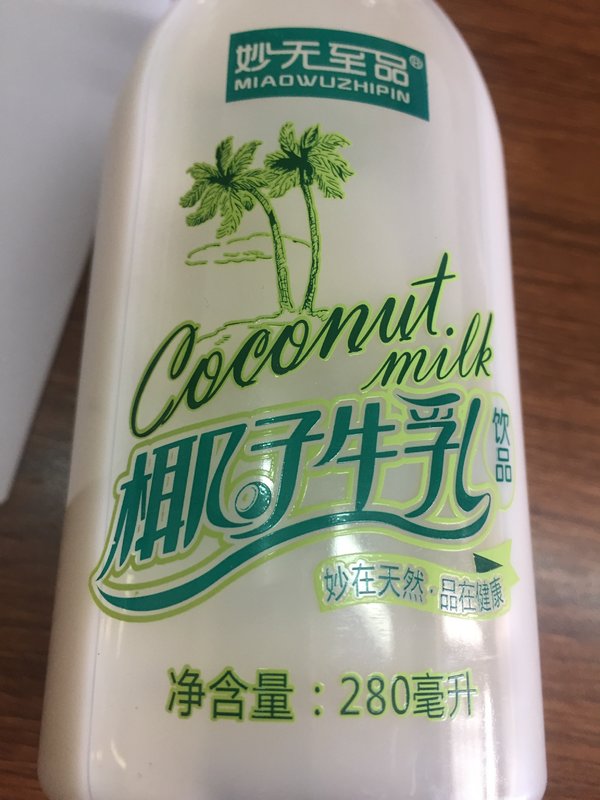 妙无至品®
MIAOWUZHIPIN
Coconut
milk
椰子牛乳
饮品
妙在天然·品在健康
净含量：280毫升